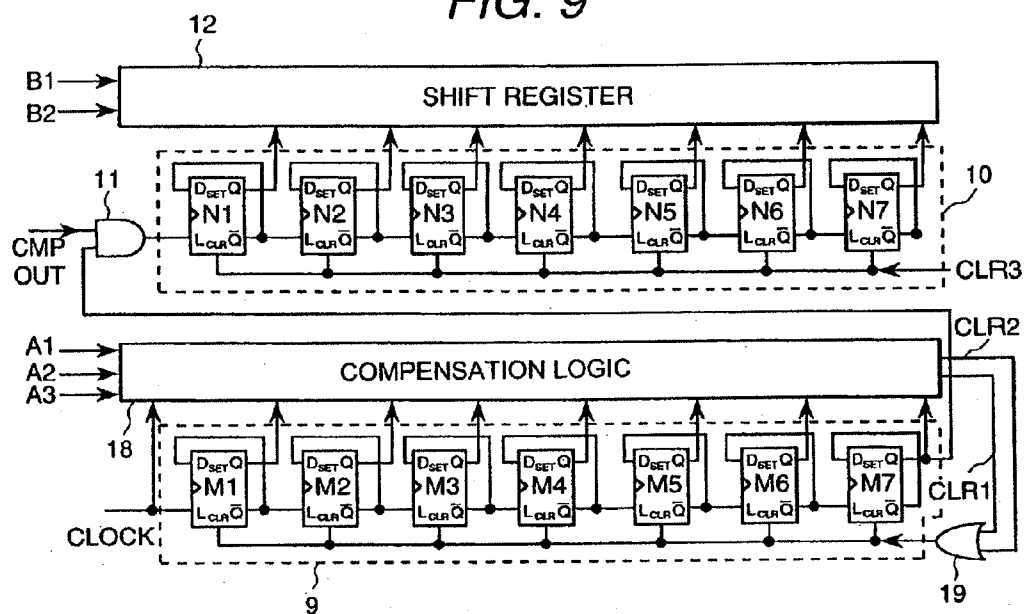 FIG. 9
12
B1
B2
SHIFT REGISTER
11
10
D SET Q D SET Q D SET Q D SET Q D SET Q D SET Q D SET Q
N1 N2 N3 N4 N5 N6 N7
L CLR Q̅ L CLR Q̅ L CLR Q̅ L CLR Q̅ L CLR Q̅ L CLR Q̅ L CLR Q̅
CMP
OUT
CLR3
CLR2
A1
A2
A3
COMPENSATION LOGIC
18
D SET Q D SET Q D SET Q D SET Q D SET Q D SET Q D SET Q
M1 M2 M3 M4 M5 M6 M7
L CLR Q̅ L CLR Q̅ L CLR Q̅ L CLR Q̅ L CLR Q̅ L CLR Q̅ L CLR Q̅
CLR1
CLOCK
9
19